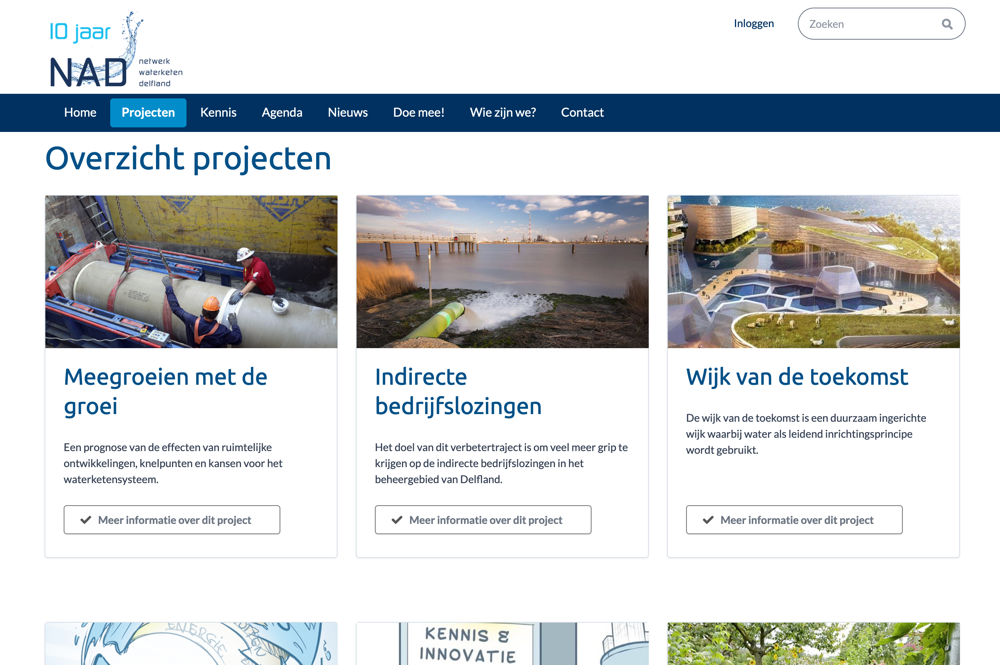 10 jaar
NAD
netwerk
waterketen
delfland
Inloggen
Zoeken
Home
Projecten
Kennis
Agenda
Nieuws
Doe mee!
Wie zijn we?
Contact
Overzicht projecten
Meegroeien met de
groei
Een prognose van de effecten van ruimtelijke
ontwikkelingen, knelpunten en kansen voor het
waterketensysteem.
Meer informatie over dit project
Indirecte
bedrijfslozingen
Het doel van dit verbetertraject is om veel meer grip te
krijgen op de indirecte bedrijfslozingen in het
beheergebied van Delfland.
Meer informatie over dit project
Wijk van de toekomst
De wijk van de toekomst is een duurzaam ingerichte
wijk waarbij water als leidend inrichtingsprincipe
wordt gebruikt.
Meer informatie over dit project
ENERGIE
KENNIS &
INNOVATIE